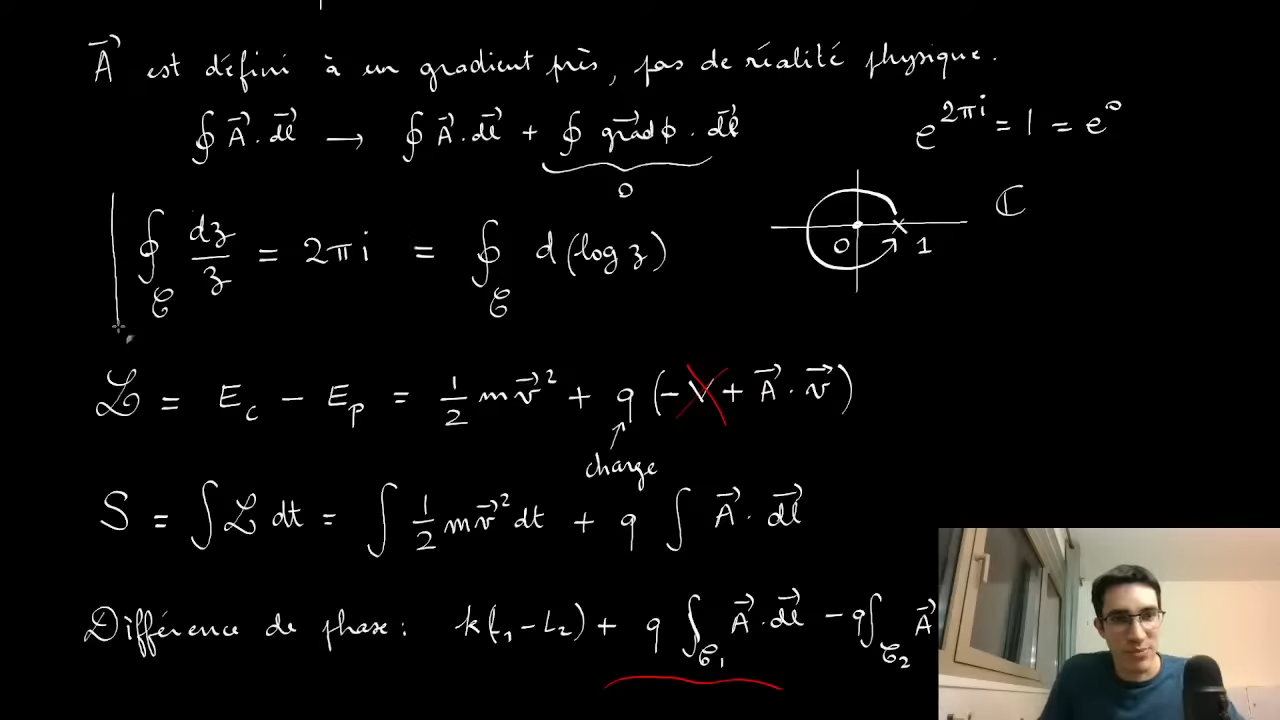 A⃗ est défini à un gradient près, pas de réalité physique.
∮ A⃗ · dl⃗ → ∮ A⃗ · dl⃗ + ∮ grad⃗ϕ · dl⃗
0
e^{2πi} = 1 = e^0
∮_𝒞 dz/z = 2πi = ∮_𝒞 d(log z)
ℂ
0 1
ℒ = E_c − E_p = 1/2 m v⃗² + q (−V + A⃗ · v⃗)
charge
S = ∫ ℒ dt = ∫ 1/2 m v⃗² dt + q ∫ A⃗ · dl⃗
Différence de phase : k(L₁ − L₂) + q ∫_𝒞₁ A⃗ · dl⃗ − q ∫_𝒞₂ A⃗